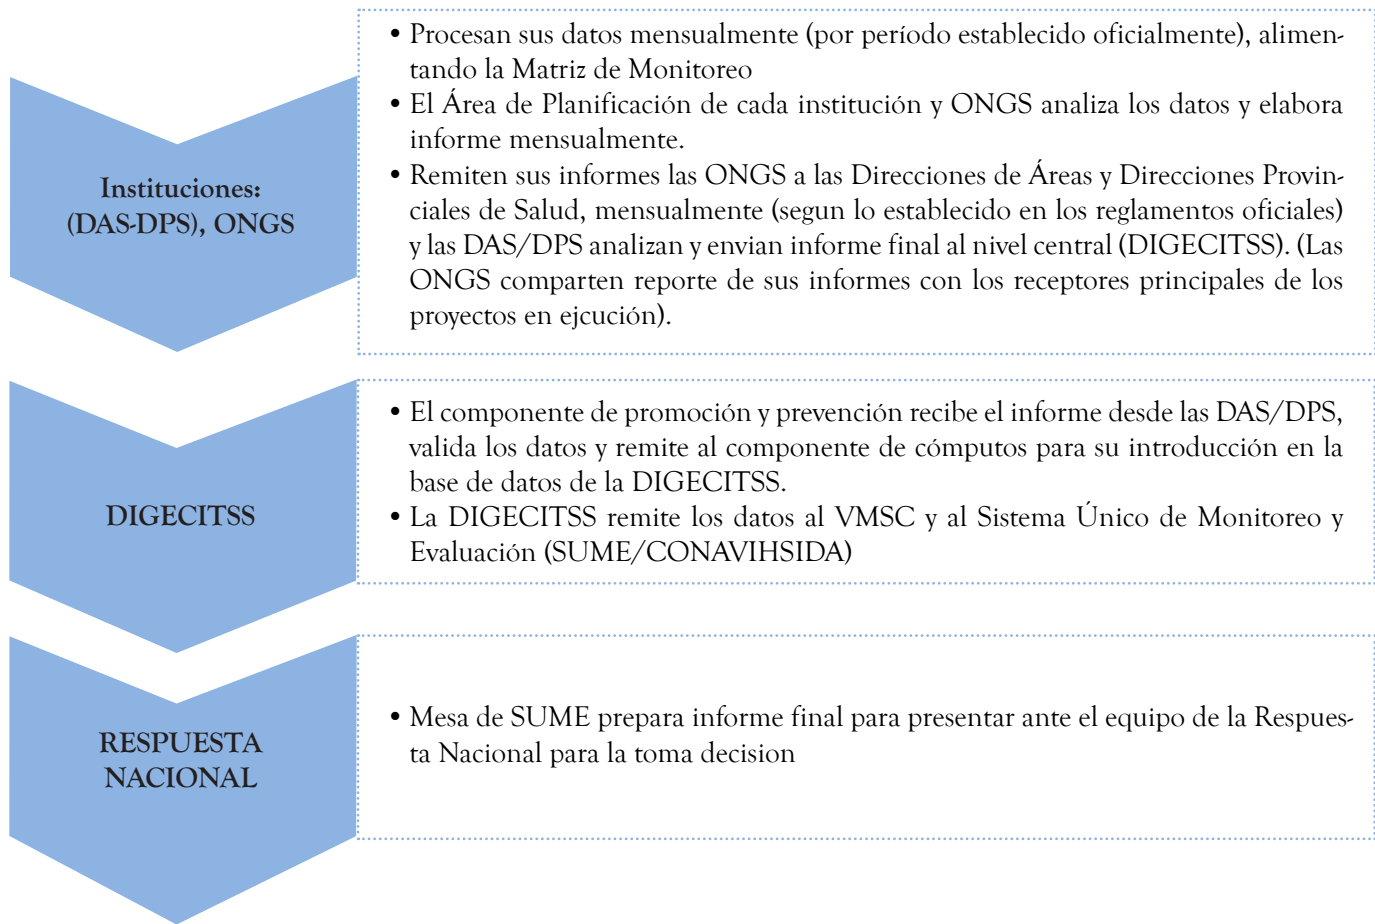 • Procesan sus datos mensualmente (por período establecido oficialmente), alimen-
tando la Matriz de Monitoreo
• El Área de Planificación de cada institución y ONGS analiza los datos y elabora
informe mensualmente.
• Remiten sus informes las ONGS a las Direcciones de Áreas y Direcciones Provin-
ciales de Salud, mensualmente (segun lo establecido en los reglamentos oficiales)
y las DAS/DPS analizan y envian informe final al nivel central (DIGECITSS). (Las
ONGS comparten reporte de sus informes con los receptores principales de los
proyectos en ejcución).
Instituciones:
(DAS-DPS), ONGS
• El componente de promoción y prevención recibe el informe desde las DAS/DPS,
valida los datos y remite al componente de cómputos para su introducción en la
base de datos de la DIGECITSS.
• La DIGECITSS remite los datos al VMSC y al Sistema Único de Monitoreo y
Evaluación (SUME/CONAVIHSIDA)
DIGECITSS
• Mesa de SUME prepara informe final para presentar ante el equipo de la Respues-
ta Nacional para la toma decision
RESPUESTA
NACIONAL